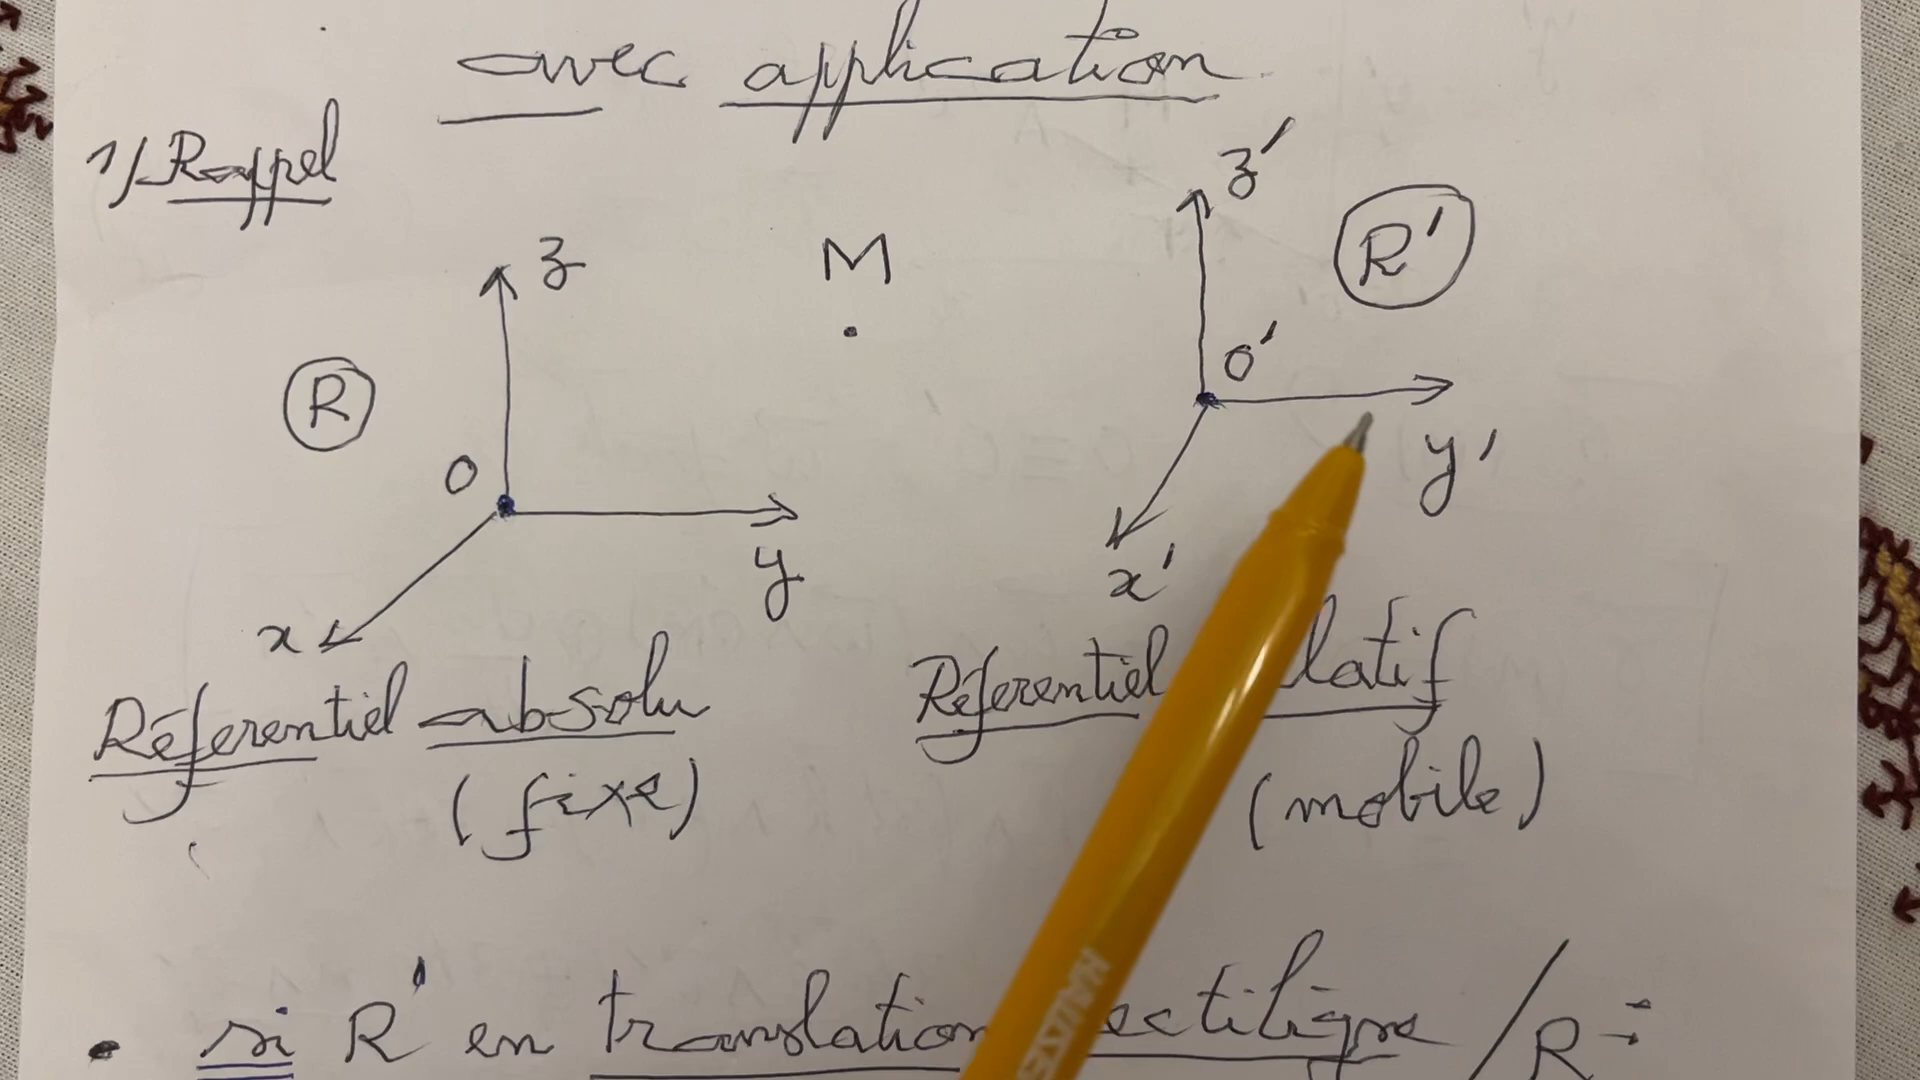 avec application
1) Rappel
z'
R'
z
M
O'
R
y'
O
y
x'
x
Référentiel absolu
Référentiel latif
(fixe)
(mobile)
• si R' en translation ectiligne / R :